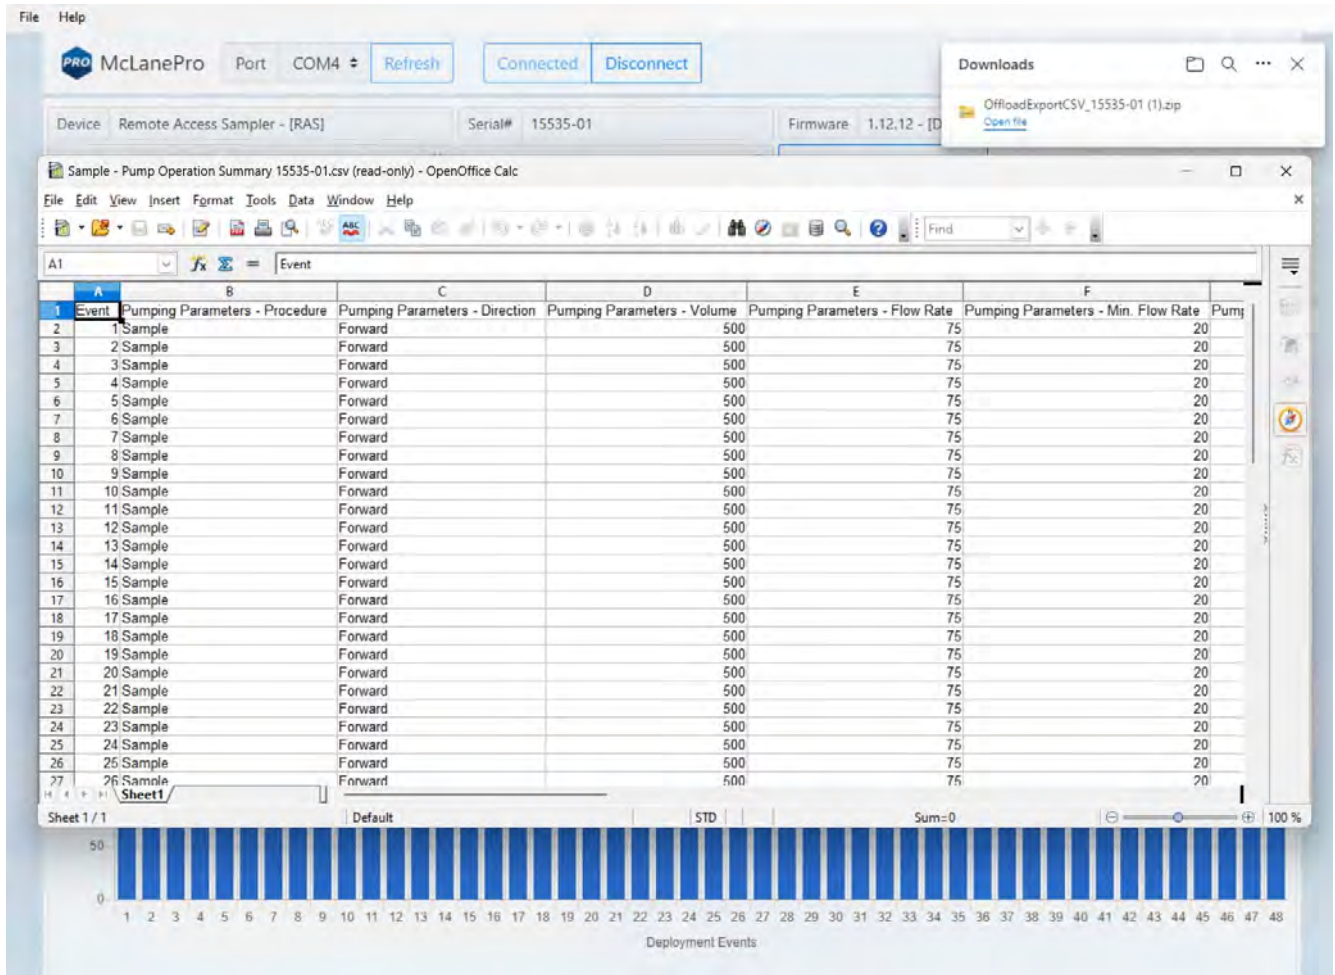 File Help
PRO McLanePro Port COM4 Refresh Connected Disconnect
Downloads
OffloadExportCSV_15535-01 (1).zip
Open file
Device Remote Access Sampler - [RAS] Serial# 15535-01 Firmware 1.12.12 - [D
Sample - Pump Operation Summary 15535-01.csv (read-only) - OpenOffice Calc
File Edit View Insert Format Tools Data Window Help
ABC Find
A1 fx Σ = Event
A B C D E F
1 Event Pumping Parameters - Procedure Pumping Parameters - Direction Pumping Parameters - Volume Pumping Parameters - Flow Rate Pumping Parameters - Min. Flow Rate Pump
2 1 Sample Forward 500 75 20
3 2 Sample Forward 500 75 20
4 3 Sample Forward 500 75 20
5 4 Sample Forward 500 75 20
6 5 Sample Forward 500 75 20
7 6 Sample Forward 500 75 20
8 7 Sample Forward 500 75 20
9 8 Sample Forward 500 75 20
10 9 Sample Forward 500 75 20
11 10 Sample Forward 500 75 20
12 11 Sample Forward 500 75 20
13 12 Sample Forward 500 75 20
14 13 Sample Forward 500 75 20
15 14 Sample Forward 500 75 20
16 15 Sample Forward 500 75 20
17 16 Sample Forward 500 75 20
18 17 Sample Forward 500 75 20
19 18 Sample Forward 500 75 20
20 19 Sample Forward 500 75 20
21 20 Sample Forward 500 75 20
22 21 Sample Forward 500 75 20
23 22 Sample Forward 500 75 20
24 23 Sample Forward 500 75 20
25 24 Sample Forward 500 75 20
26 25 Sample Forward 500 75 20
27 26 Sample Forward 500 75 20
Sheet1
Sheet 1 / 1 Default STD Sum=0 100 %
50
0
1 2 3 4 5 6 7 8 9 10 11 12 13 14 15 16 17 18 19 20 21 22 23 24 25 26 27 28 29 30 31 32 33 34 35 36 37 38 39 40 41 42 43 44 45 46 47 48
Deployment Events